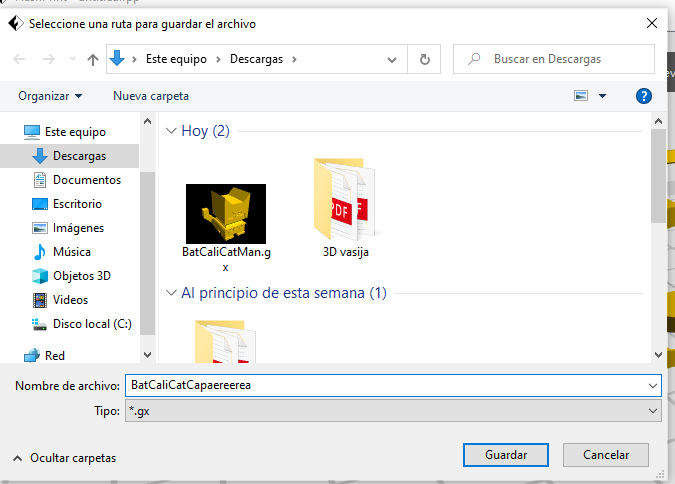 Seleccione una ruta para guardar el archivo
Este equipo
Descargas
Buscar en Descargas
Organizar
Nueva carpeta
Este equipo
Descargas
Documentos
Escritorio
Imágenes
Música
Objetos 3D
Videos
Disco local (C:)
Red
Hoy (2)
PDF
BatCaliCatMan.g
x
3D vasija
Al principio de esta semana (1)
Nombre de archivo:
BatCaliCatCapaereerea
Tipo:
*.gx
Ocultar carpetas
Guardar
Cancelar